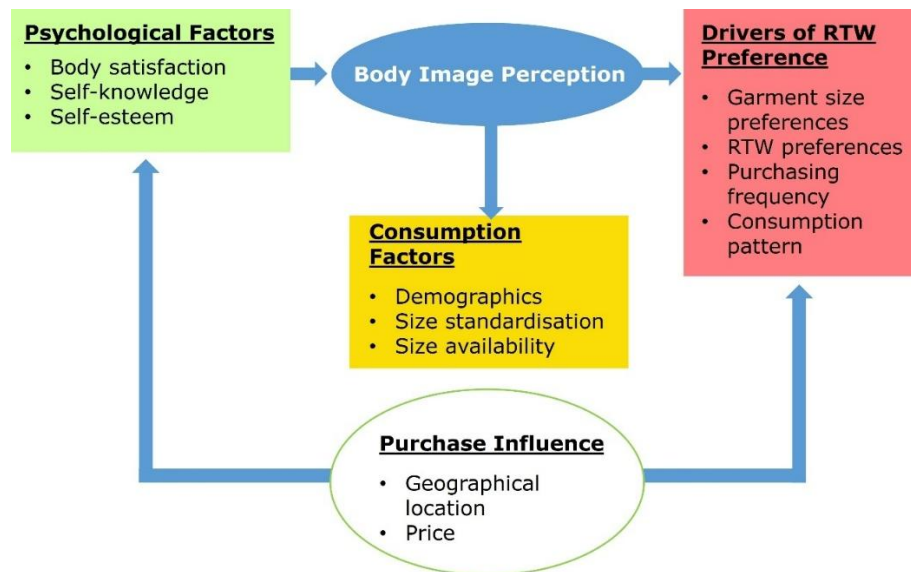 Psychological Factors
• Body satisfaction
• Self-knowledge
• Self-esteem
Body Image Perception
Drivers of RTW
Preference
• Garment size
preferences
• RTW preferences
• Purchasing
frequency
• Consumption
pattern
Consumption
Factors
• Demographics
• Size standardisation
• Size availability
Purchase Influence
• Geographical
location
• Price